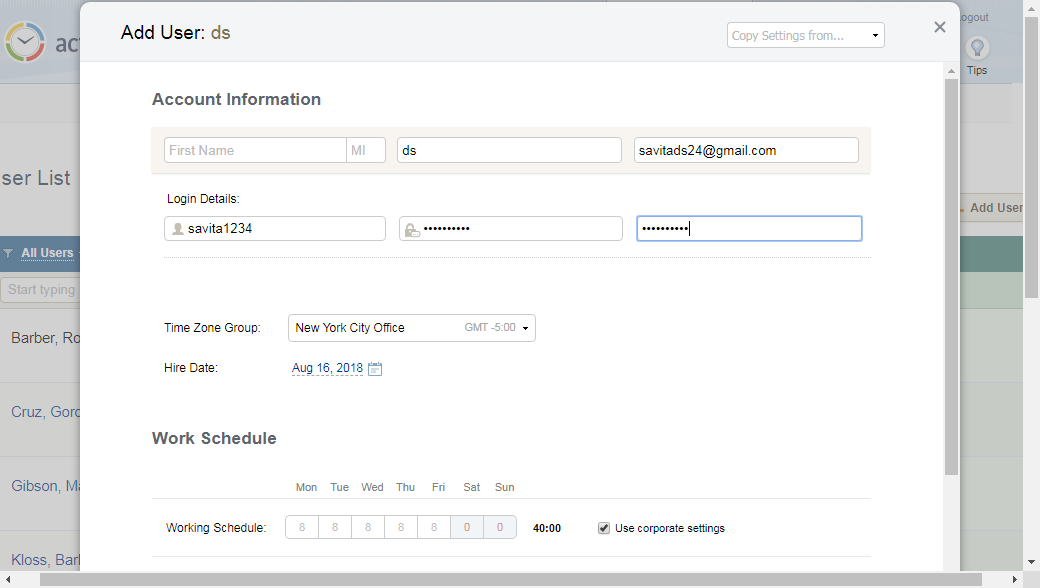 Add User: ds
Copy Settings from...
Logout
Tips
act
Account Information
First Name MI ds savitads24@gmail.com
ser List
Login Details:
Add User
savita1234 •••••••••• ••••••••••
All Users
Start typing
Time Zone Group: New York City Office GMT -5:00
Barber, Ro
Hire Date: Aug 16, 2018
Cruz, Gord
Work Schedule
Gibson, Ma
Mon Tue Wed Thu Fri Sat Sun
Working Schedule: 8 8 8 8 8 0 0 40:00 Use corporate settings
Kloss, Barl